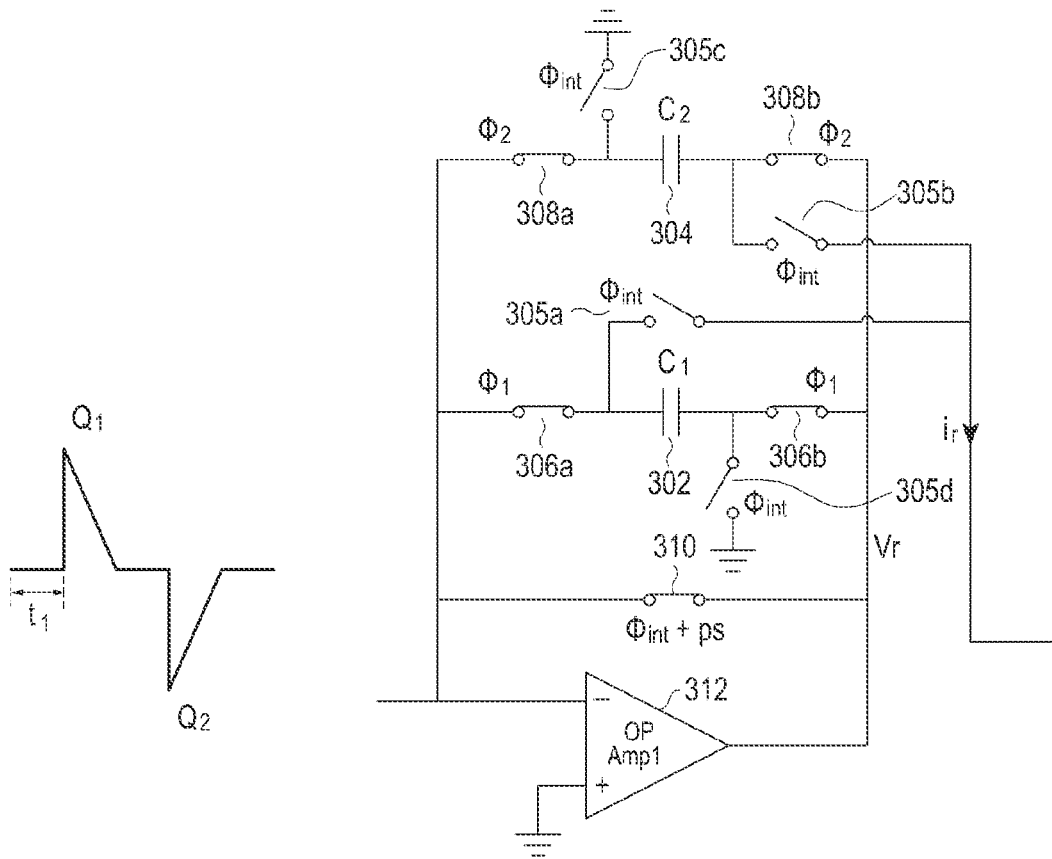 305c
Φint
C2
308b
Φ2
Φ2
308a
304
305b
Φint
Φint
305a
C1
Φ1
Φ1
306a
302
306b
ir
Q1
305d
Φint
310
Vr
t1
Φint + ps
Q2
312
−
OP
Amp1
+